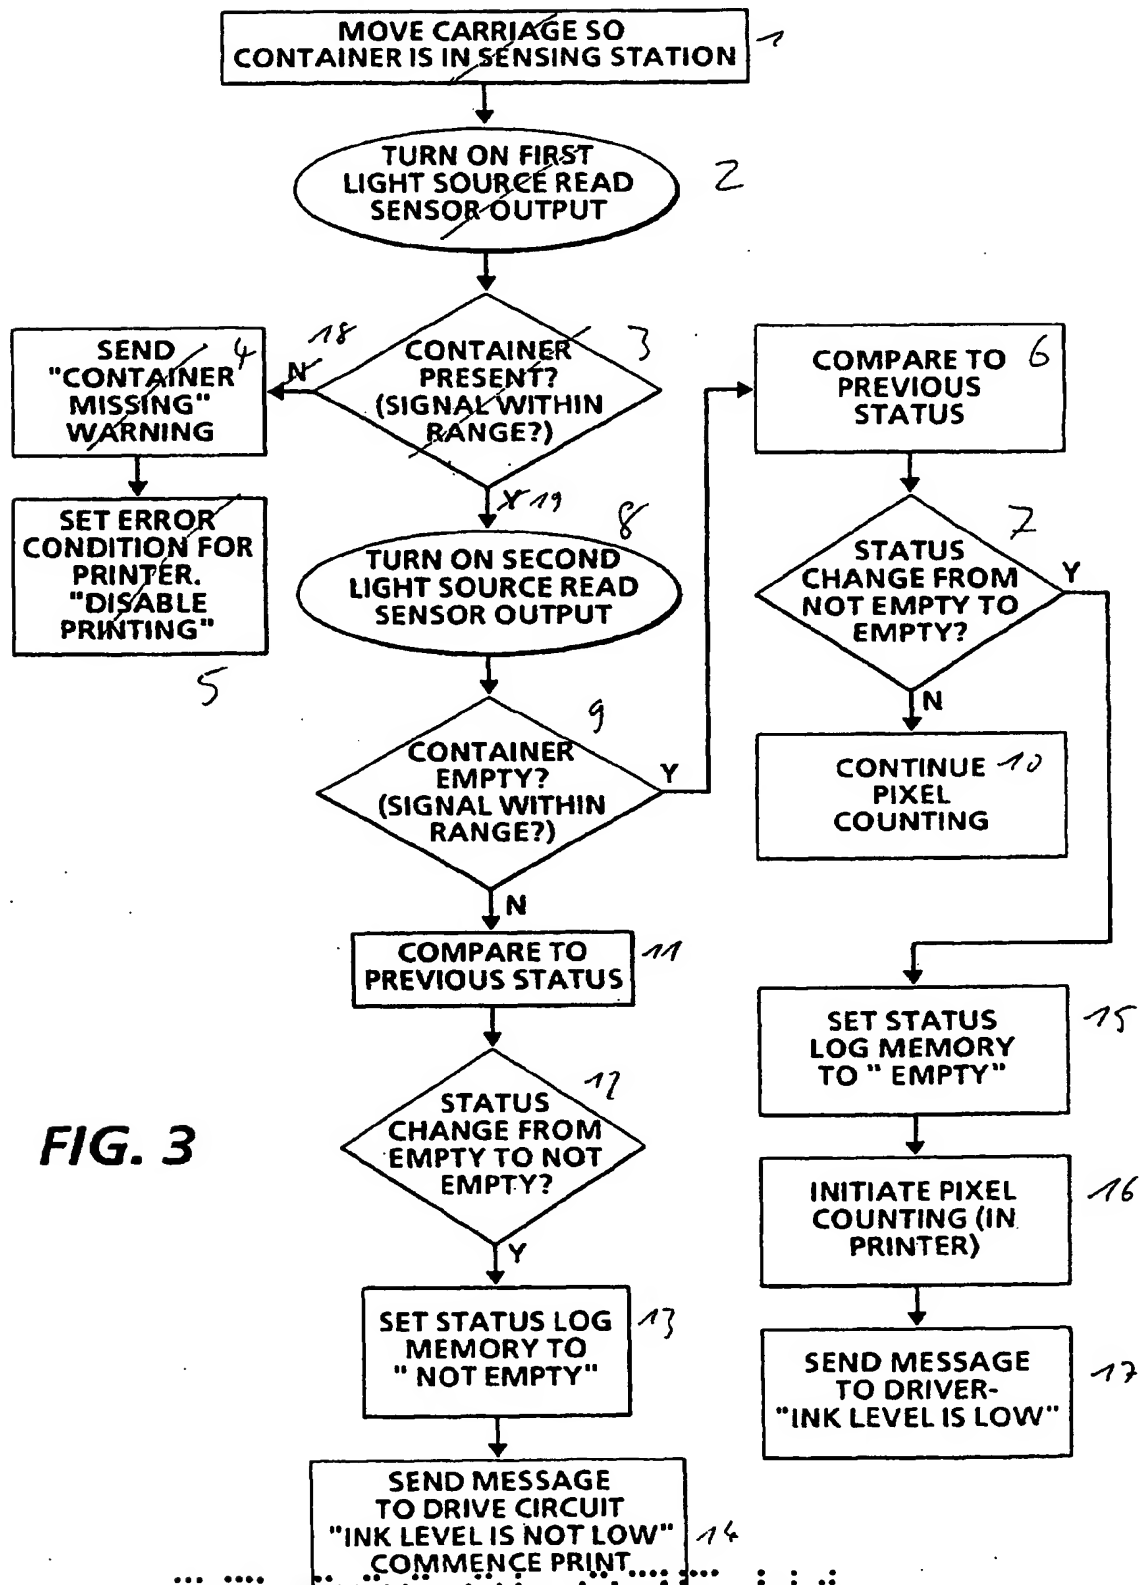 MOVE CARRIAGE SO
CONTAINER IS IN SENSING STATION
1
TURN ON FIRST
LIGHT SOURCE READ
SENSOR OUTPUT
2
CONTAINER
PRESENT?
(SIGNAL WITHIN
RANGE?)
3
N
18
SEND
"CONTAINER
MISSING"
WARNING
4
SET ERROR
CONDITION FOR
PRINTER.
"DISABLE
PRINTING"
5
Y
19
TURN ON SECOND
LIGHT SOURCE READ
SENSOR OUTPUT
8
CONTAINER
EMPTY?
(SIGNAL WITHIN
RANGE?)
9
Y
N
COMPARE TO
PREVIOUS STATUS
11
STATUS
CHANGE FROM
EMPTY TO NOT
EMPTY?
12
Y
SET STATUS LOG
MEMORY TO
" NOT EMPTY"
13
SEND MESSAGE
TO DRIVE CIRCUIT
"INK LEVEL IS NOT LOW"
COMMENCE PRINT
14
COMPARE TO
PREVIOUS
STATUS
6
STATUS
CHANGE FROM
NOT EMPTY TO
EMPTY?
7
Y
N
CONTINUE
PIXEL
COUNTING
10
SET STATUS
LOG MEMORY
TO " EMPTY"
15
INITIATE PIXEL
COUNTING (IN
PRINTER)
16
SEND MESSAGE
TO DRIVER-
"INK LEVEL IS LOW"
17
FIG. 3